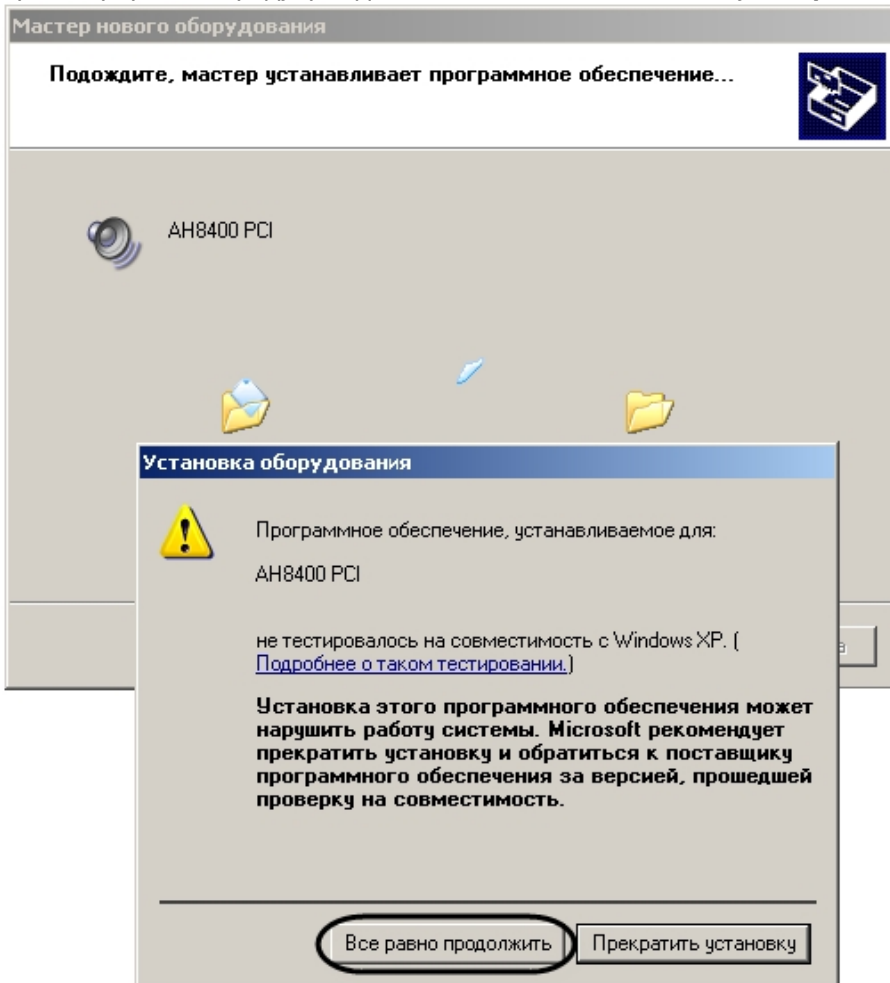 Мастер нового оборудования
Подождите, мастер устанавливает программное обеспечение...
AH8400 PCI
Установка оборудования
Программное обеспечение, устанавливаемое для:
AH8400 PCI
не тестировалось на совместимость с Windows XP. (
Подробнее о таком тестировании.)
Установка этого программного обеспечения может
нарушить работу системы. Microsoft рекомендует
прекратить установку и обратиться к поставщику
программного обеспечения за версией, прошедшей
проверку на совместимость.
Все равно продолжить
Прекратить установку